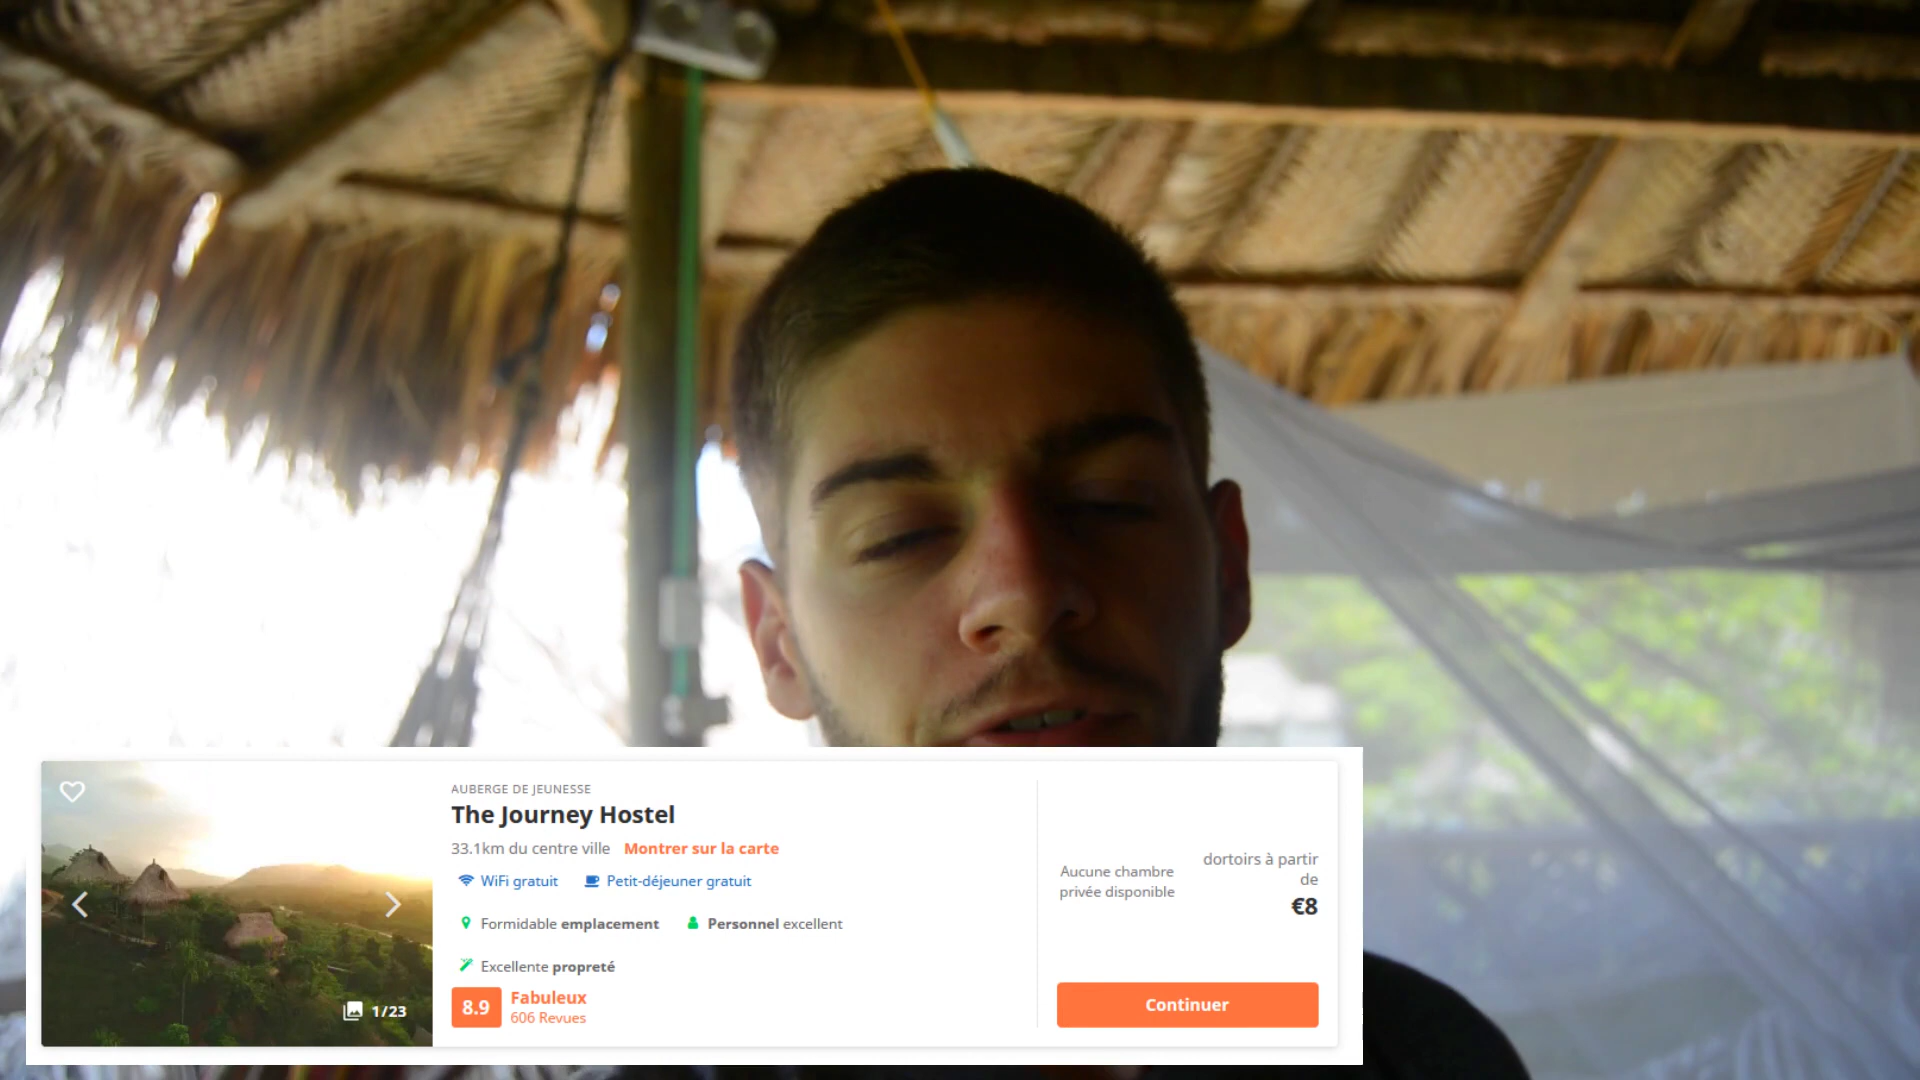 AUBERGE DE JEUNESSE
The Journey Hostel
33.1km du centre ville Montrer sur la carte
WiFi gratuit Petit-déjeuner gratuit
Formidable emplacement Personnel excellent
Excellente propreté
8.9 Fabuleux
606 Revues
1/23
Aucune chambre
privée disponible
dortoirs à partir
de
€8
Continuer